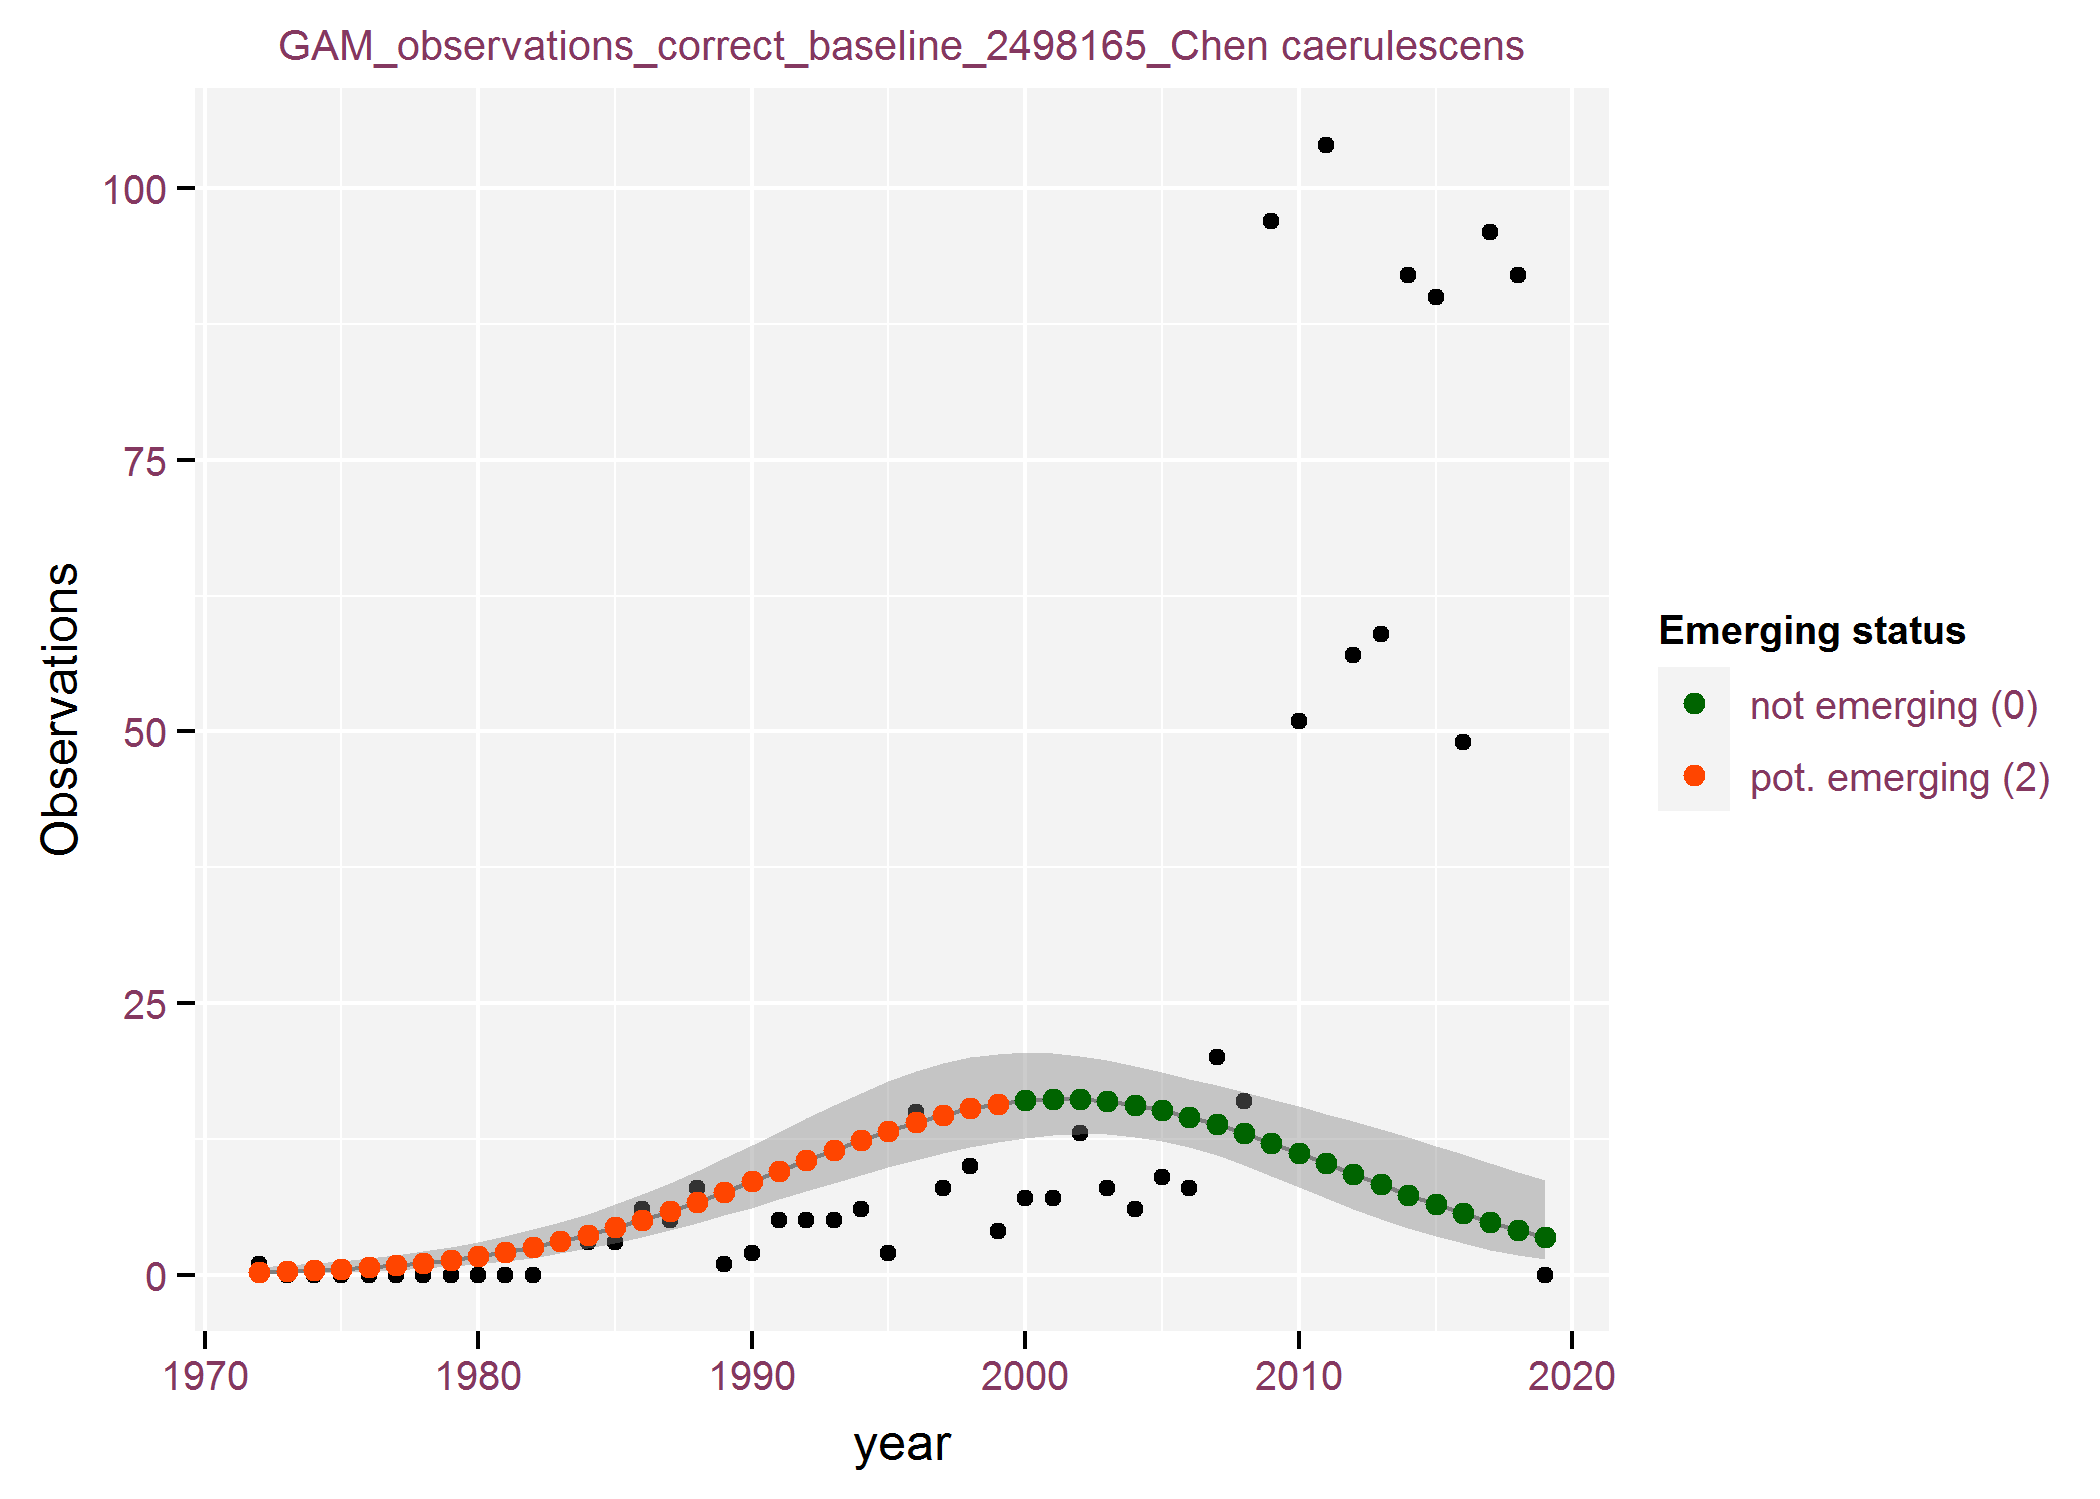 GAM_observations_correct_baseline_2498165_Chen caerulescens
100
75
50
25
0
Observations
1970
1980
1990
2000
2010
2020
year
Emerging status
not emerging (0)
pot. emerging (2)